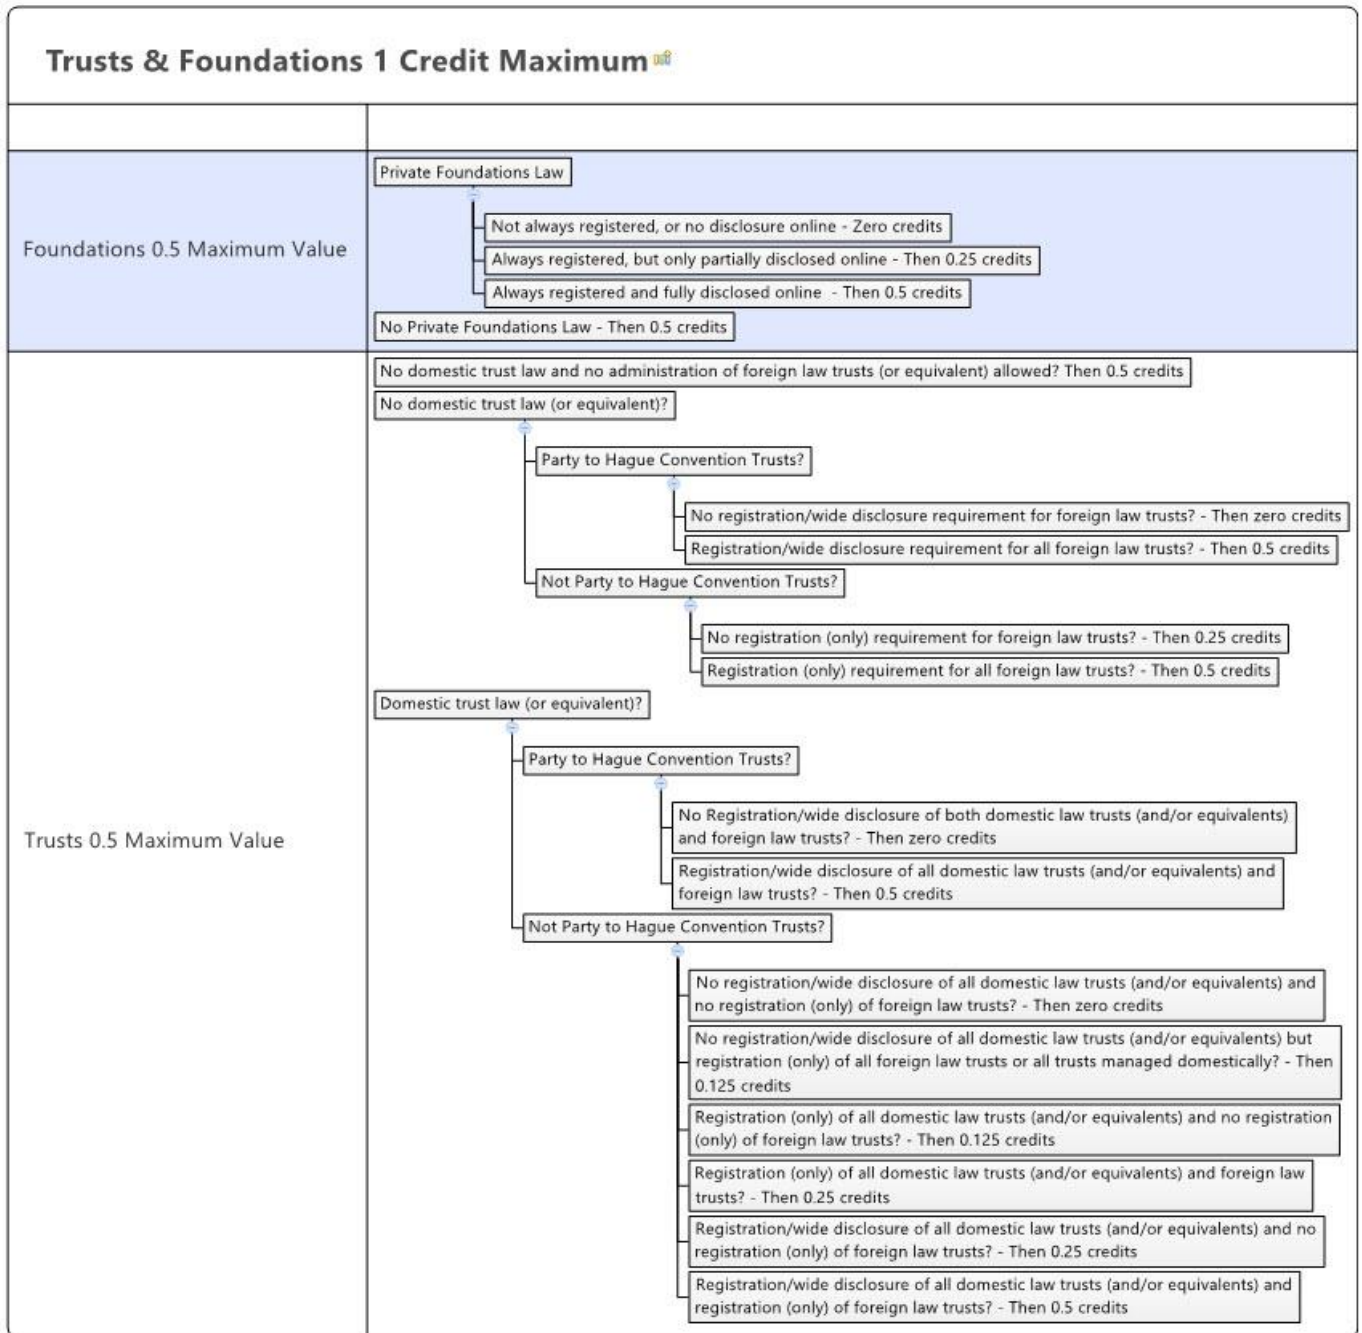 Trusts & Foundations 1 Credit Maximum
Foundations 0.5 Maximum Value
Private Foundations Law
Not always registered, or no disclosure online - Zero credits
Always registered, but only partially disclosed online - Then 0.25 credits
Always registered and fully disclosed online - Then 0.5 credits
No Private Foundations Law - Then 0.5 credits
Trusts 0.5 Maximum Value
No domestic trust law and no administration of foreign law trusts (or equivalent) allowed? Then 0.5 credits
No domestic trust law (or equivalent)?
Party to Hague Convention Trusts?
No registration/wide disclosure requirement for foreign law trusts? - Then zero credits
Registration/wide disclosure requirement for all foreign law trusts? - Then 0.5 credits
Not Party to Hague Convention Trusts?
No registration (only) requirement for foreign law trusts? - Then 0.25 credits
Registration (only) requirement for all foreign law trusts? - Then 0.5 credits
Domestic trust law (or equivalent)?
Party to Hague Convention Trusts?
No Registration/wide disclosure of both domestic law trusts (and/or equivalents)
and foreign law trusts? - Then zero credits
Registration/wide disclosure of all domestic law trusts (and/or equivalents) and
foreign law trusts? - Then 0.5 credits
Not Party to Hague Convention Trusts?
No registration/wide disclosure of all domestic law trusts (and/or equivalents) and
no registration (only) of foreign law trusts? - Then zero credits
No registration/wide disclosure of all domestic law trusts (and/or equivalents) but
registration (only) of all foreign law trusts or all trusts managed domestically? - Then
0.125 credits
Registration (only) of all domestic law trusts (and/or equivalents) and no registration
(only) of foreign law trusts? - Then 0.125 credits
Registration (only) of all domestic law trusts (and/or equivalents) and foreign law
trusts? - Then 0.25 credits
Registration/wide disclosure of all domestic law trusts (and/or equivalents) and no
registration (only) of foreign law trusts? - Then 0.25 credits
Registration/wide disclosure of all domestic law trusts (and/or equivalents) and
registration (only) of foreign law trusts? - Then 0.5 credits